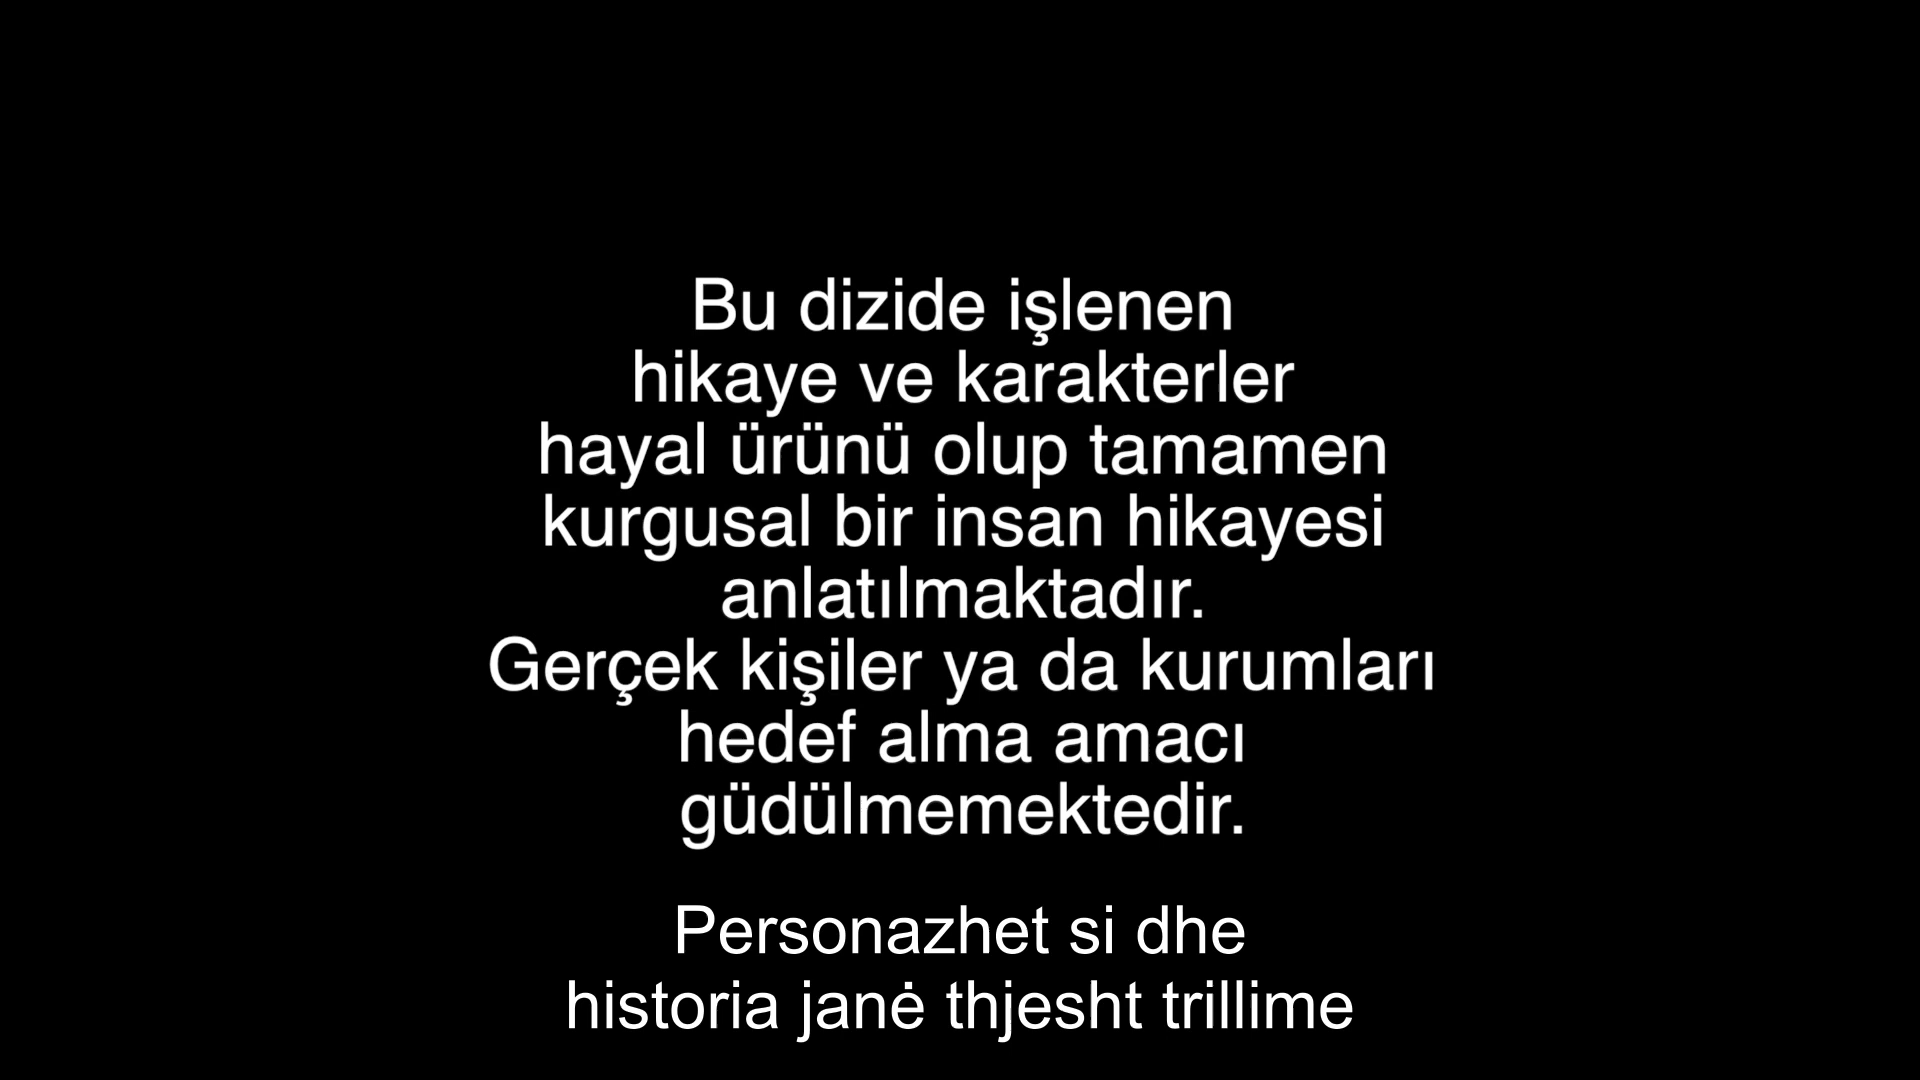 Bu dizide işlenen
hikaye ve karakterler
hayal ürünü olup tamamen
kurgusal bir insan hikayesi
anlatılmaktadır.
Gerçek kişiler ya da kurumları
hedef alma amacı
güdülmemektedir.
Personazhet si dhe
historia janė thjesht trillime